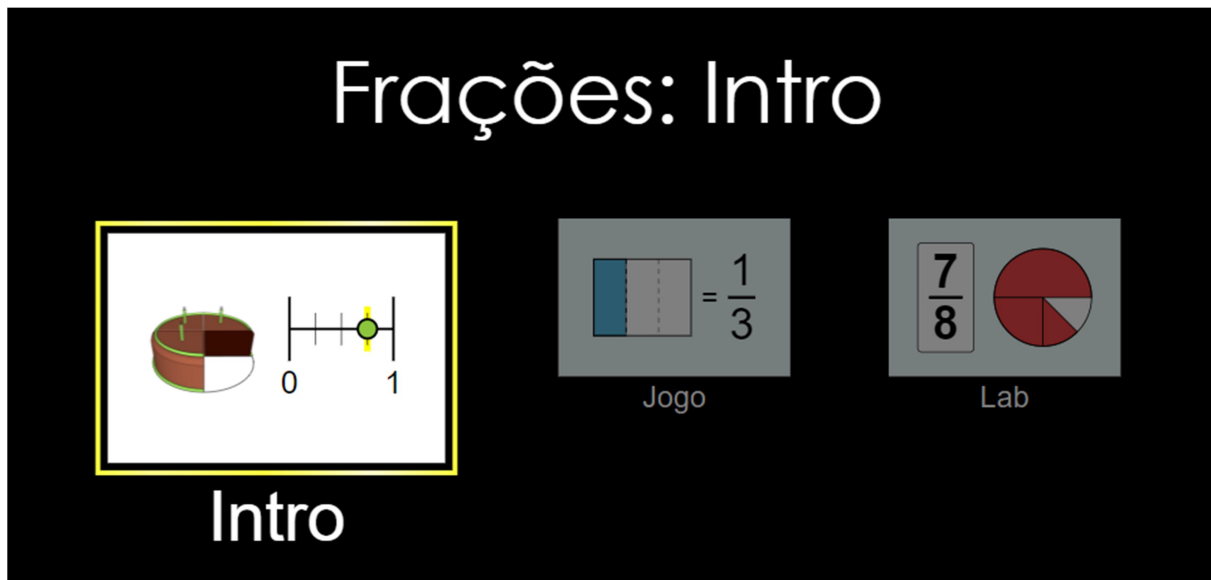 Frações: Intro
0 1
Intro
= 1/3
Jogo
7/8
Lab